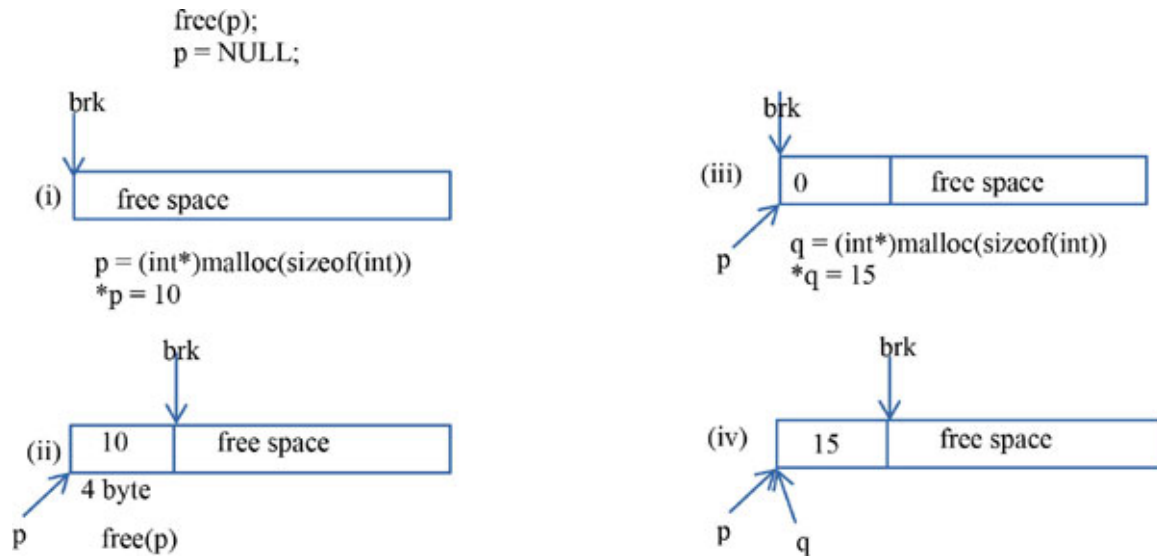 free(p);
p = NULL;
brk
(i)
free space
p = (int*)malloc(sizeof(int))
*p = 10
brk
(ii)
10
free space
4 byte
p
free(p)
brk
(iii)
0
free space
p
q = (int*)malloc(sizeof(int))
*q = 15
brk
(iv)
15
free space
p
q